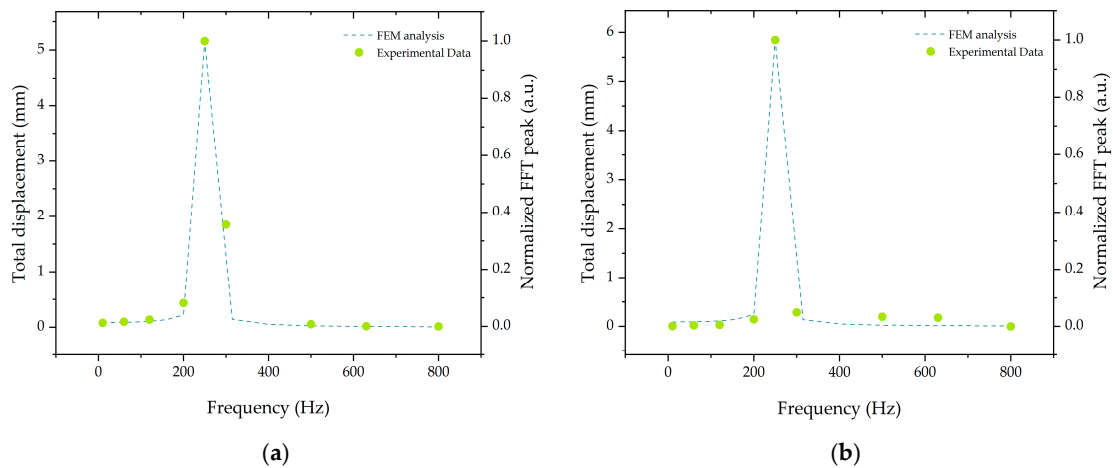 FEM analysis
Experimental Data
5
4
3
2
1
0
1.0
0.8
0.6
0.4
0.2
0.0
0 200 400 600 800
Total displacement (mm)
Normalized FFT peak (a.u.)
Frequency (Hz)
(a)
FEM analysis
Experimental Data
6
5
4
3
2
1
0
1.0
0.8
0.6
0.4
0.2
0.0
0 200 400 600 800
Total displacement (mm)
Normalized FFT peak (a.u.)
Frequency (Hz)
(b)